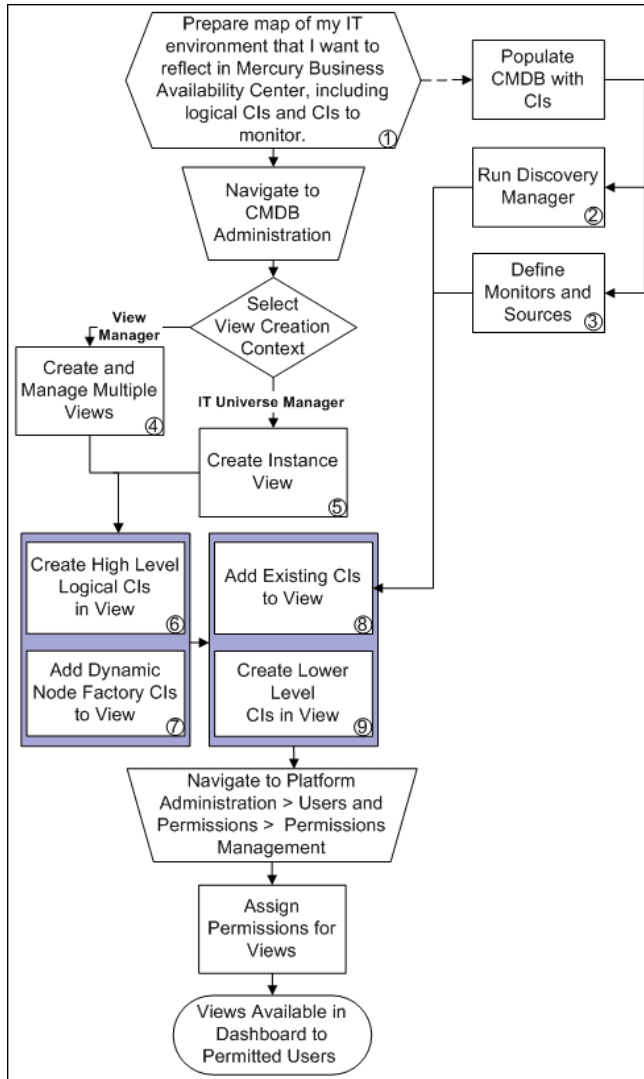 Prepare map of my IT
environment that I want to
reflect in Mercury Business
Availability Center, including
logical CIs and CIs to
monitor.
1
Populate
CMDB with
CIs
Navigate to
CMDB
Administration
Run Discovery
Manager
2
Define
Monitors and
Sources
3
Select
View Creation
Context
View
Manager
Create and
Manage Multiple
Views
4
IT Universe Manager
Create Instance
View
5
Create High Level
Logical CIs
in View
6
Add Dynamic
Node Factory CIs
to View
7
Add Existing CIs
to View
8
Create Lower
Level
CIs in View
9
Navigate to Platform
Administration > Users and
Permissions > Permissions
Management
Assign
Permissions for
Views
Views Available in
Dashboard to
Permitted Users